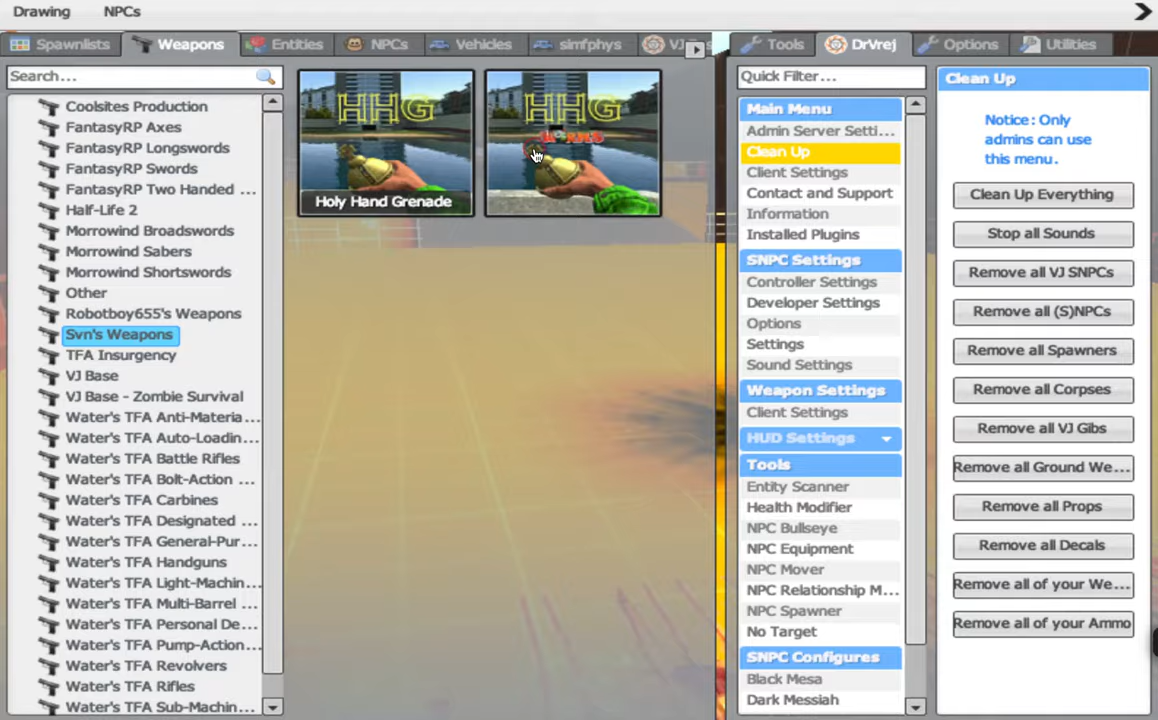 Drawing NPCs
Spawnlists Weapons Entities NPCs Vehicles simfphys
Search...
Coolsites Production
FantasyRP Axes
FantasyRP Longswords
FantasyRP Swords
FantasyRP Two Handed ...
Half-Life 2
Morrowind Broadswords
Morrowind Sabers
Morrowind Shortswords
Other
Robotboy655's Weapons
Svn's Weapons
TFA Insurgency
VJ Base
VJ Base - Zombie Survival
Water's TFA Anti-Materia...
Water's TFA Auto-Loadin...
Water's TFA Battle Rifles
Water's TFA Bolt-Action ...
Water's TFA Carbines
Water's TFA Designated ...
Water's TFA General-Pur...
Water's TFA Handguns
Water's TFA Light-Machin...
Water's TFA Multi-Barrel ...
Water's TFA Personal De...
Water's TFA Pump-Action...
Water's TFA Revolvers
Water's TFA Rifles
Water's TFA Sub-Machin...
HHG
Holy Hand Grenade
HHG
Tools DrVrej Options Utilities
Quick Filter...
Main Menu
Admin Server Setti...
Clean Up
Client Settings
Contact and Support
Information
Installed Plugins
SNPC Settings
Controller Settings
Developer Settings
Options
Settings
Sound Settings
Weapon Settings
Client Settings
HUD Settings
Tools
Entity Scanner
Health Modifier
NPC Bullseye
NPC Equipment
NPC Mover
NPC Relationship M...
NPC Spawner
No Target
SNPC Configures
Black Mesa
Dark Messiah
Clean Up
Notice: Only
admins can use
this menu.
Clean Up Everything
Stop all Sounds
Remove all VJ SNPCs
Remove all (S)NPCs
Remove all Spawners
Remove all Corpses
Remove all VJ Gibs
Remove all Ground We...
Remove all Props
Remove all Decals
Remove all of your We...
Remove all of your Ammo